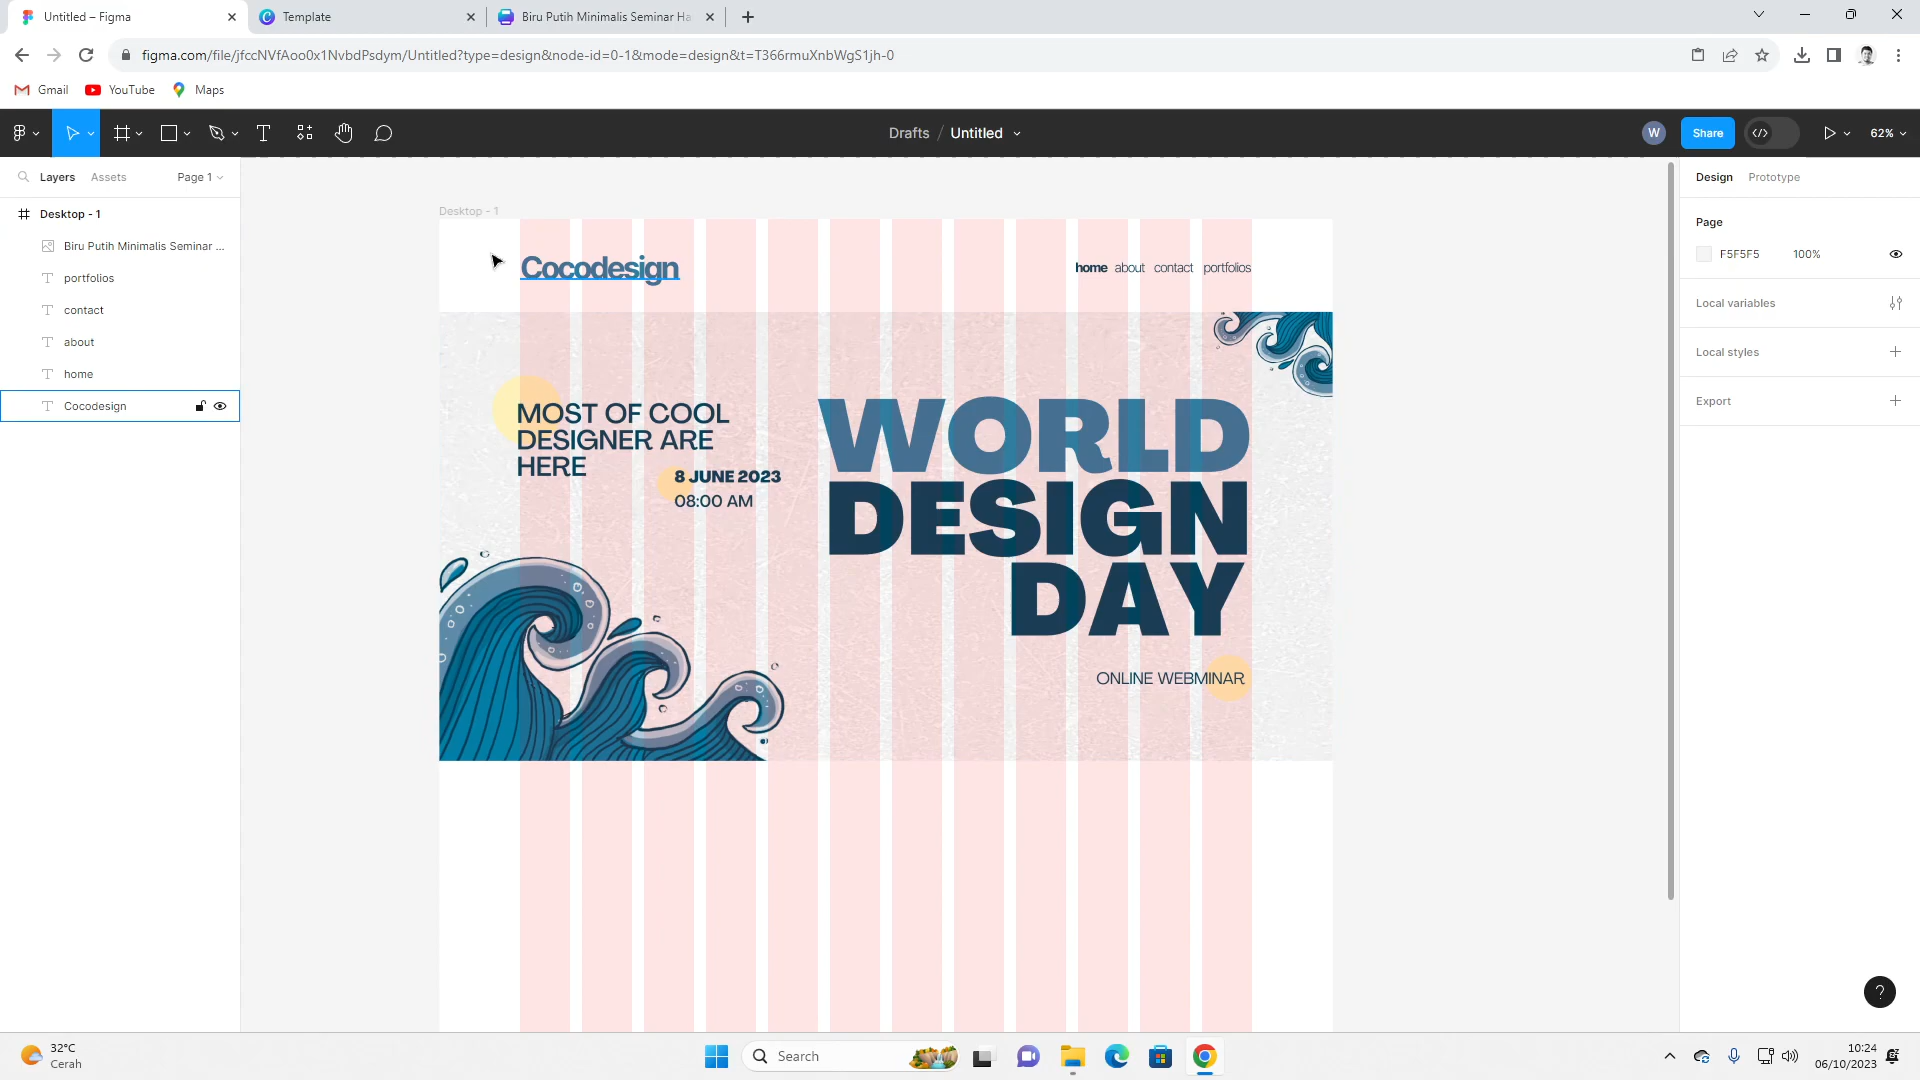 Untitled – Figma
Template
Biru Putih Minimalis Seminar Ha
figma.com/file/jfccNVfAoo0x1NvbdPsdym/Untitled?type=design&node-id=0-1&mode=design&t=T366rmuXnbWgS1jh-0
Gmail
YouTube
Maps
Drafts / Untitled
W
Share
62%
Layers
Assets
Page 1
Design
Prototype
Desktop - 1
Biru Putih Minimalis Seminar ...
portfolios
contact
about
home
Cocodesign
Desktop - 1
Cocodesign
home about contact portfolios
MOST OF COOL
DESIGNER ARE
HERE
8 JUNE 2023
08:00 AM
WORLD
DESIGN
DAY
ONLINE WEBMINAR
Page
F5F5F5
100%
Local variables
Local styles
Export
?
32°C
Cerah
Search
10:24
06/10/2023